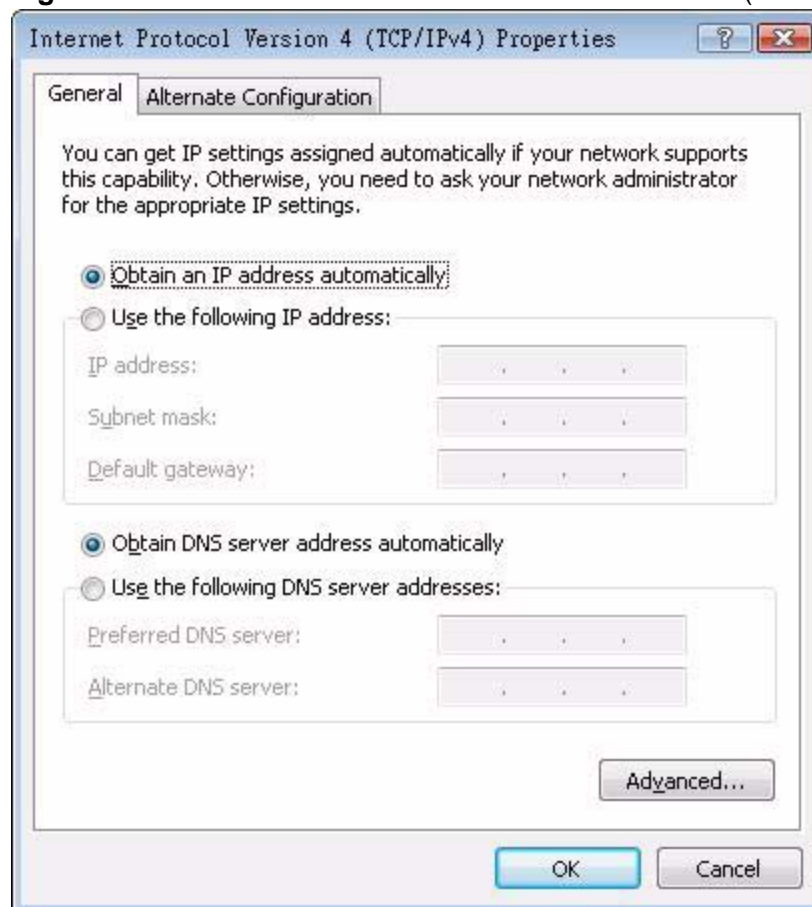 Internet Protocol Version 4 (TCP/IPv4) Properties
General
Alternate Configuration
You can get IP settings assigned automatically if your network supports
this capability. Otherwise, you need to ask your network administrator
for the appropriate IP settings.
Obtain an IP address automatically
Use the following IP address:
IP address:
Subnet mask:
Default gateway:
Obtain DNS server address automatically
Use the following DNS server addresses:
Preferred DNS server:
Alternate DNS server:
Advanced...
OK
Cancel